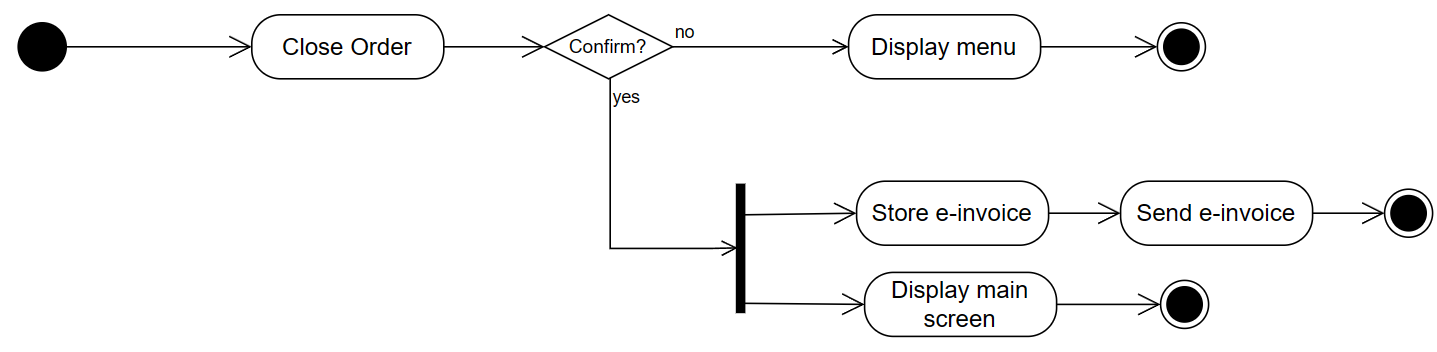 Close Order
Confirm?
no
Display menu
yes
Store e-invoice
Send e-invoice
Display main
screen